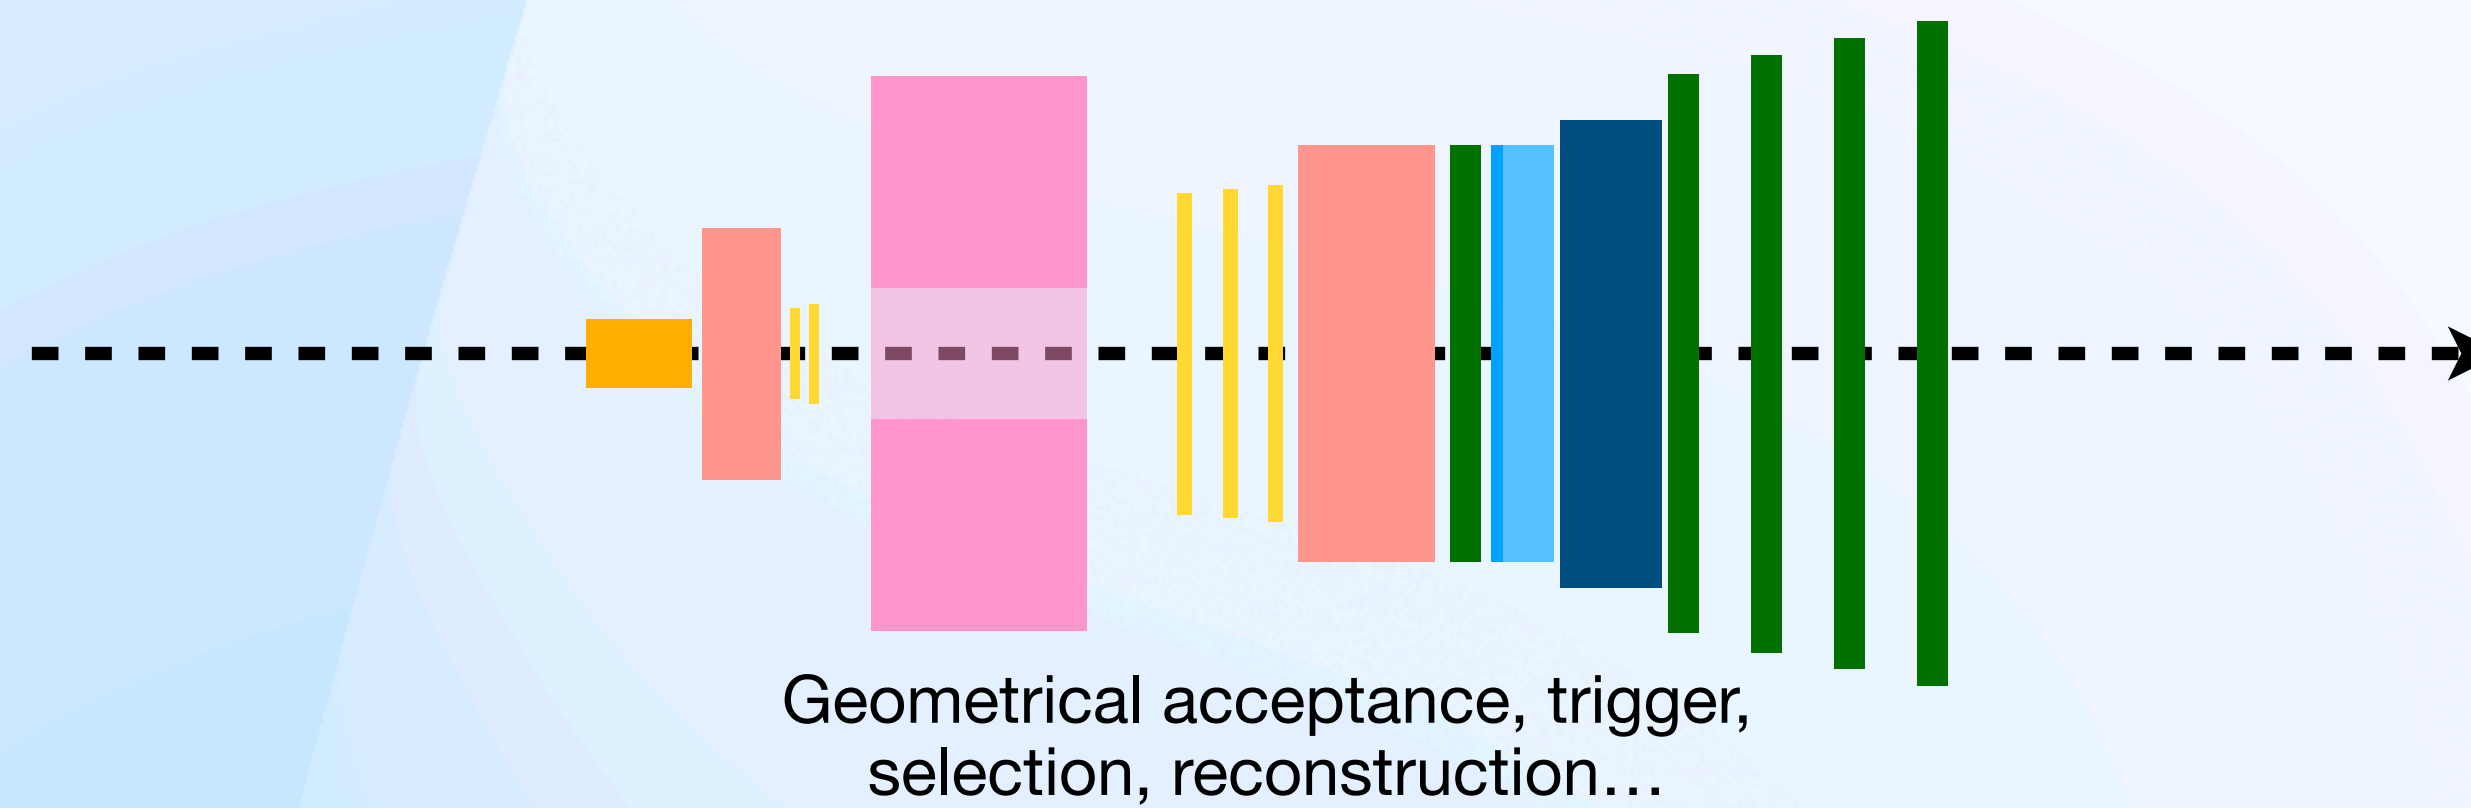 Geometrical acceptance, trigger,
selection, reconstruction…